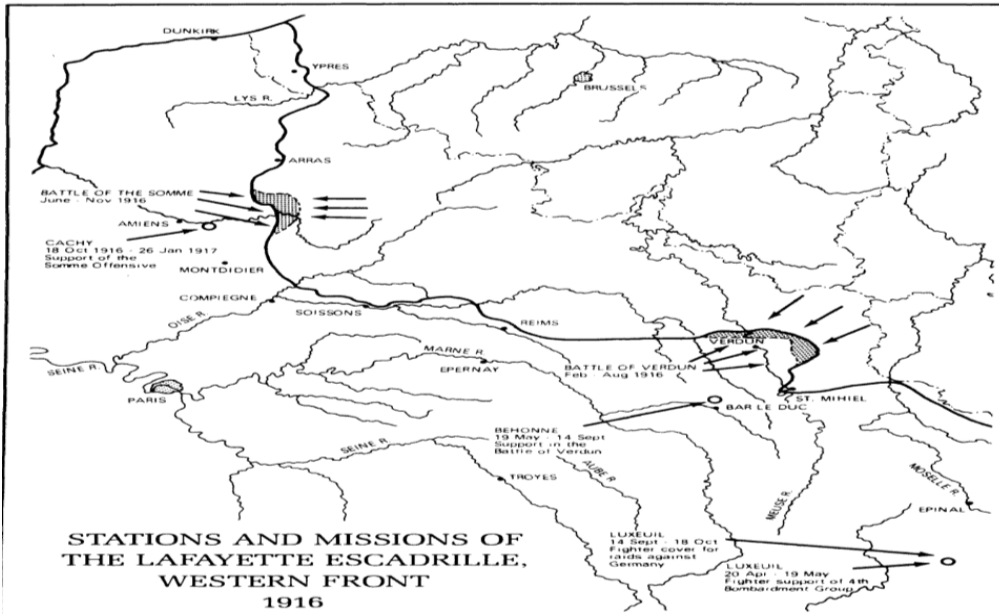 DUNKIRK
YPRES
LYS R.
BRUSSELS
ARRAS
BATTLE OF THE SOMME
June - Nov 1916
AMIENS
CACHY
18 Oct 1916 - 26 Jan 1917
Support of the
Somme Offensive
MONTDIDIER
COMPIEGNE
SOISSONS
OISE R.
REIMS
VERDUN
MARNE R.
EPERNAY
BATTLE OF VERDUN
Feb - Aug 1916
SEINE R.
PARIS
ST. MIHIEL
BAR LE DUC
BEHONNE
19 May - 14 Sept
Support in the
Battle of Verdun
SEINE R.
AUBE R.
TROYES
MEUSE R.
MOSELLE R.
EPINAL
LUXEUIL
14 Sept - 18 Oct
Fighter cover for
raids against
Germany
LUXEUIL
20 Apr - 19 May
Fighter support of 4th
Bombardment Group
STATIONS AND MISSIONS OF
THE LAFAYETTE ESCADRILLE,
WESTERN FRONT
1916